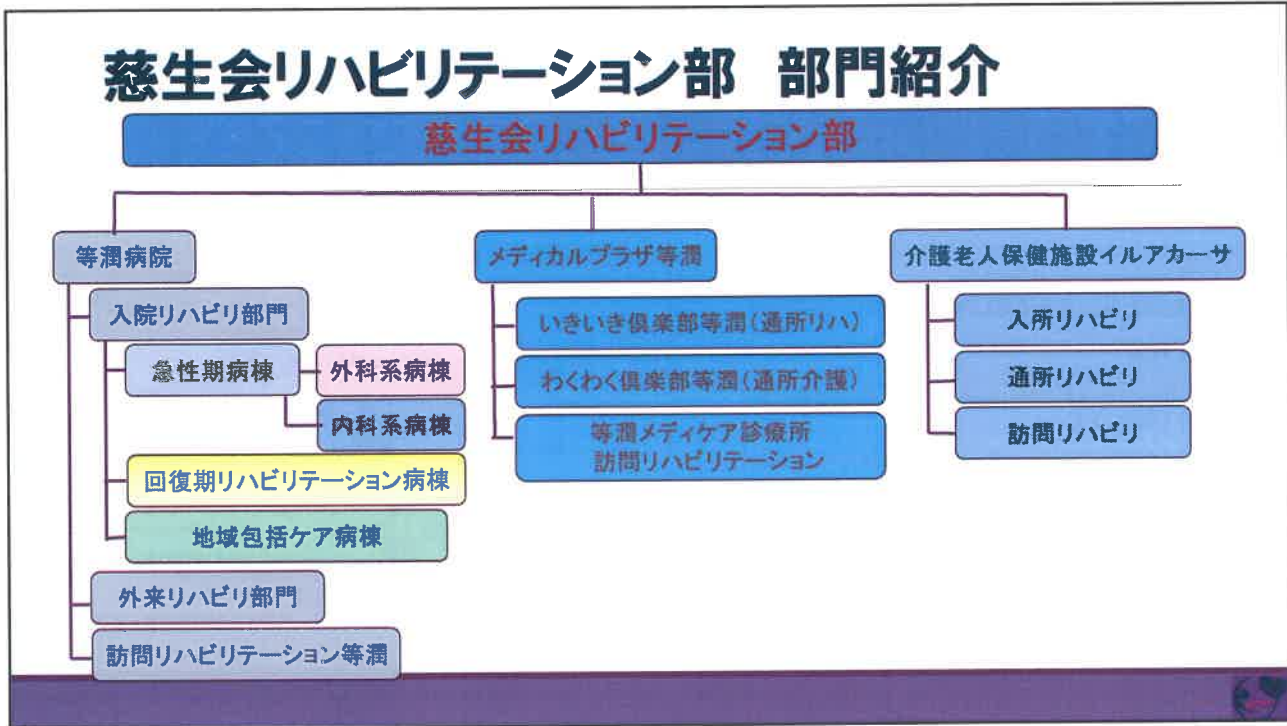 慈生会リハビリテーション部 部門紹介
慈生会リハビリテーション部
等潤病院
入院リハビリ部門
急性期病棟
外科系病棟
内科系病棟
回復期リハビリテーション病棟
地域包括ケア病棟
外来リハビリ部門
訪問リハビリテーション等潤
メディカルプラザ等潤
いきいき倶楽部等潤(通所リハ)
わくわく倶楽部等潤(通所介護)
等潤メディケア診療所
訪問リハビリテーション
介護老人保健施設イルアカーサ
入所リハビリ
通所リハビリ
訪問リハビリ